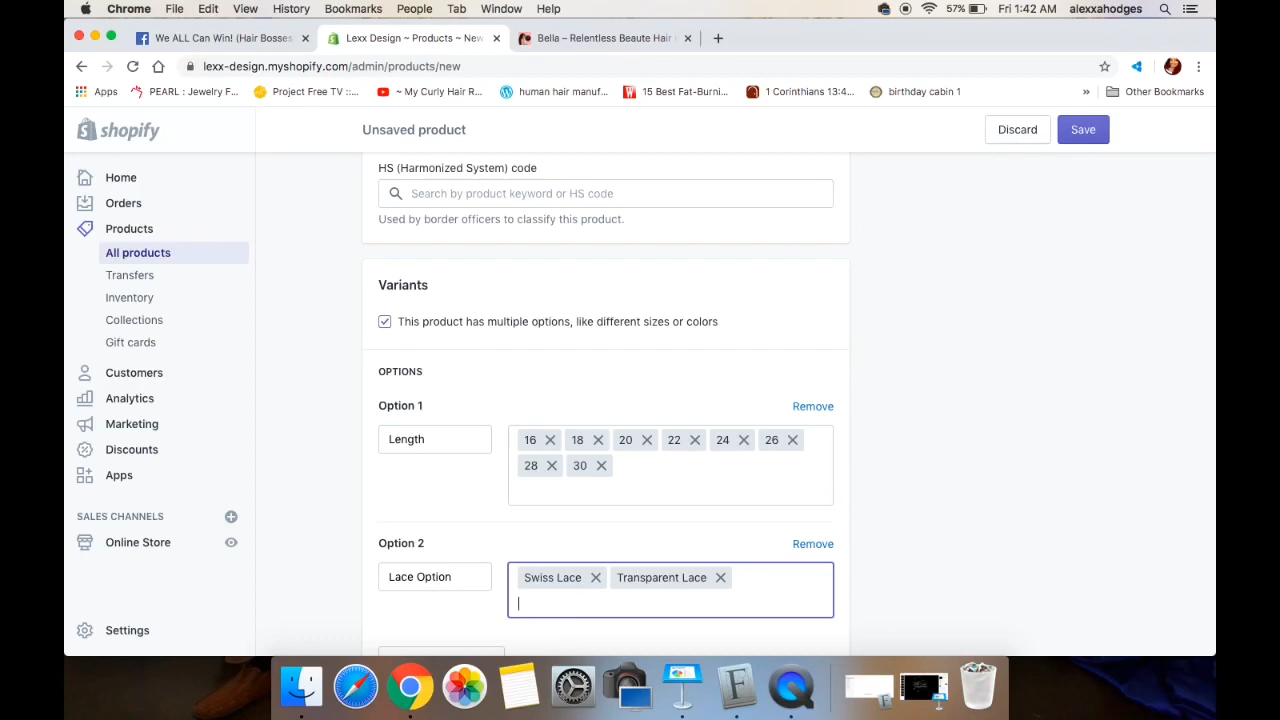 Chrome File Edit View History Bookmarks People Tab Window Help 57% Fri 1:42 AM alexxahodges
We ALL Can Win! (Hair Bosses Lexx Design ~ Products ~ New Bella – Relentless Beaute Hair
lexx-design.myshopify.com/admin/products/new
Apps PEARL : Jewelry F... Project Free TV ::... ~ My Curly Hair R... human hair manuf... 15 Best Fat-Burni... 1 Corinthians 13:4... birthday cabin 1 » Other Bookmarks
shopify Unsaved product Discard Save
HS (Harmonized System) code
Search by product keyword or HS code
Used by border officers to classify this product.
Home
Orders
Products
All products
Transfers
Inventory
Collections
Gift cards
Customers
Analytics
Marketing
Discounts
Apps
SALES CHANNELS
Online Store
Settings
Variants
This product has multiple options, like different sizes or colors
OPTIONS
Option 1 Remove
Length 16 18 20 22 24 26
28 30
Option 2 Remove
Lace Option Swiss Lace Transparent Lace